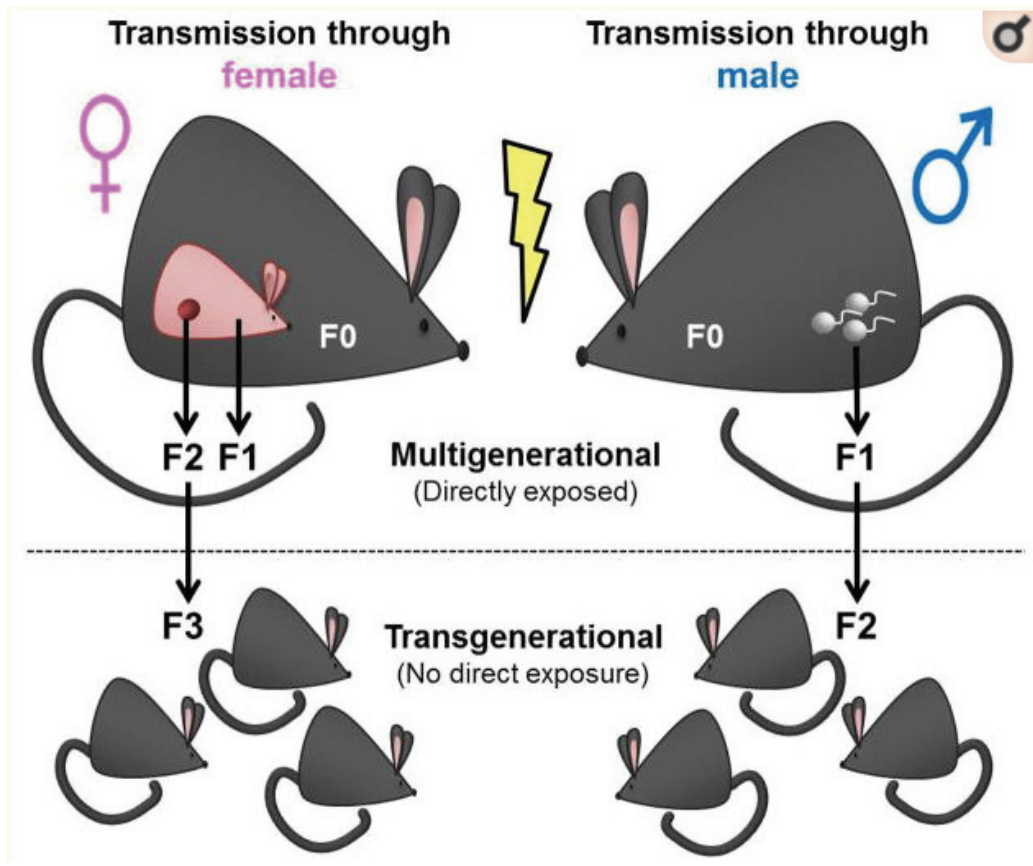 Transmission through
female
Transmission through
male
F0
F0
F2 F1
Multigenerational
(Directly exposed)
F1
F3
Transgenerational
(No direct exposure)
F2